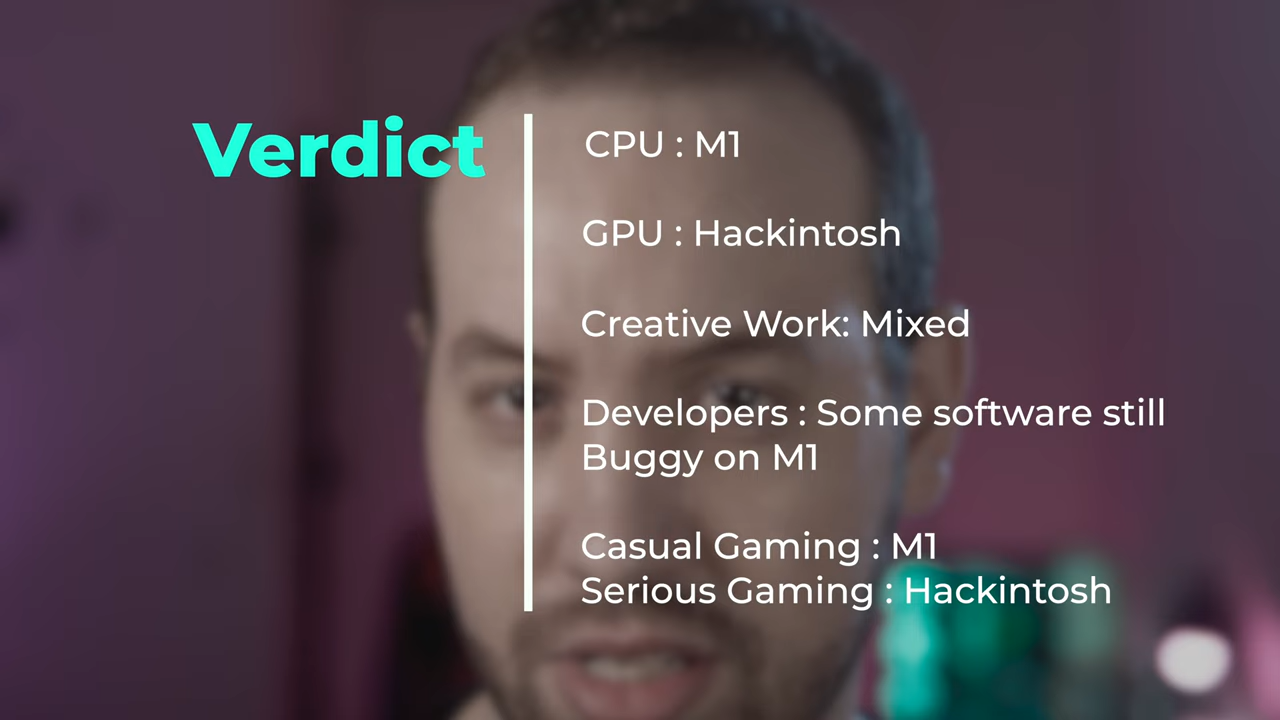 Verdict
CPU : M1
GPU : Hackintosh
Creative Work: Mixed
Developers : Some software still
Buggy on M1
Casual Gaming : M1
Serious Gaming : Hackintosh